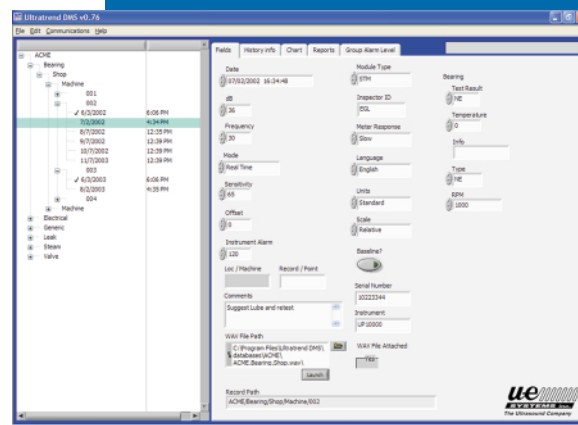 Ultratrend DMS v0.76
File Edit Communications Help
ACME
Bearing
Shop
Machine
001
002
✓ 6/3/2002 6:06 PM
7/2/2002 4:34 PM
8/7/2002 12:35 PM
9/7/2002 12:39 PM
10/7/2002 12:39 PM
11/7/2003 12:39 PM
003
✓ 6/3/2003 6:06 PM
8/2/2003 4:35 PM
004
Machine
Electrical
Generic
Leak
Steam
Valve
Fields History info Chart Reports Group Alarm Level
Date
07/02/2002 16:34:46
dB
36
Frequency
30
Mode
Real Time
Sensitivity
65
Offset
0
Instrument Alarm
120
Loc / Machine Record / Point
Comments
Suggest Lube and retest
WAV File Path
C:\Program Files\Ultratrend DMS\
databases\ACME\
ACME.Bearing.Shop.wav\
Launch
Record Path
ACME/Bearing/Shop/Machine/002
Module Type
STM
Inspector ID
EGL
Meter Response
Slow
Language
English
Units
Standard
Scale
Relative
Baseline?
Serial Number
10223344
Instrument
UP10000
WAV File Attached
Yes
Bearing
Test Result
NE
Temperature
0
Info
Type
NE
RPM
1000
ue
SYSTEMS INC
The Ultrasound Company